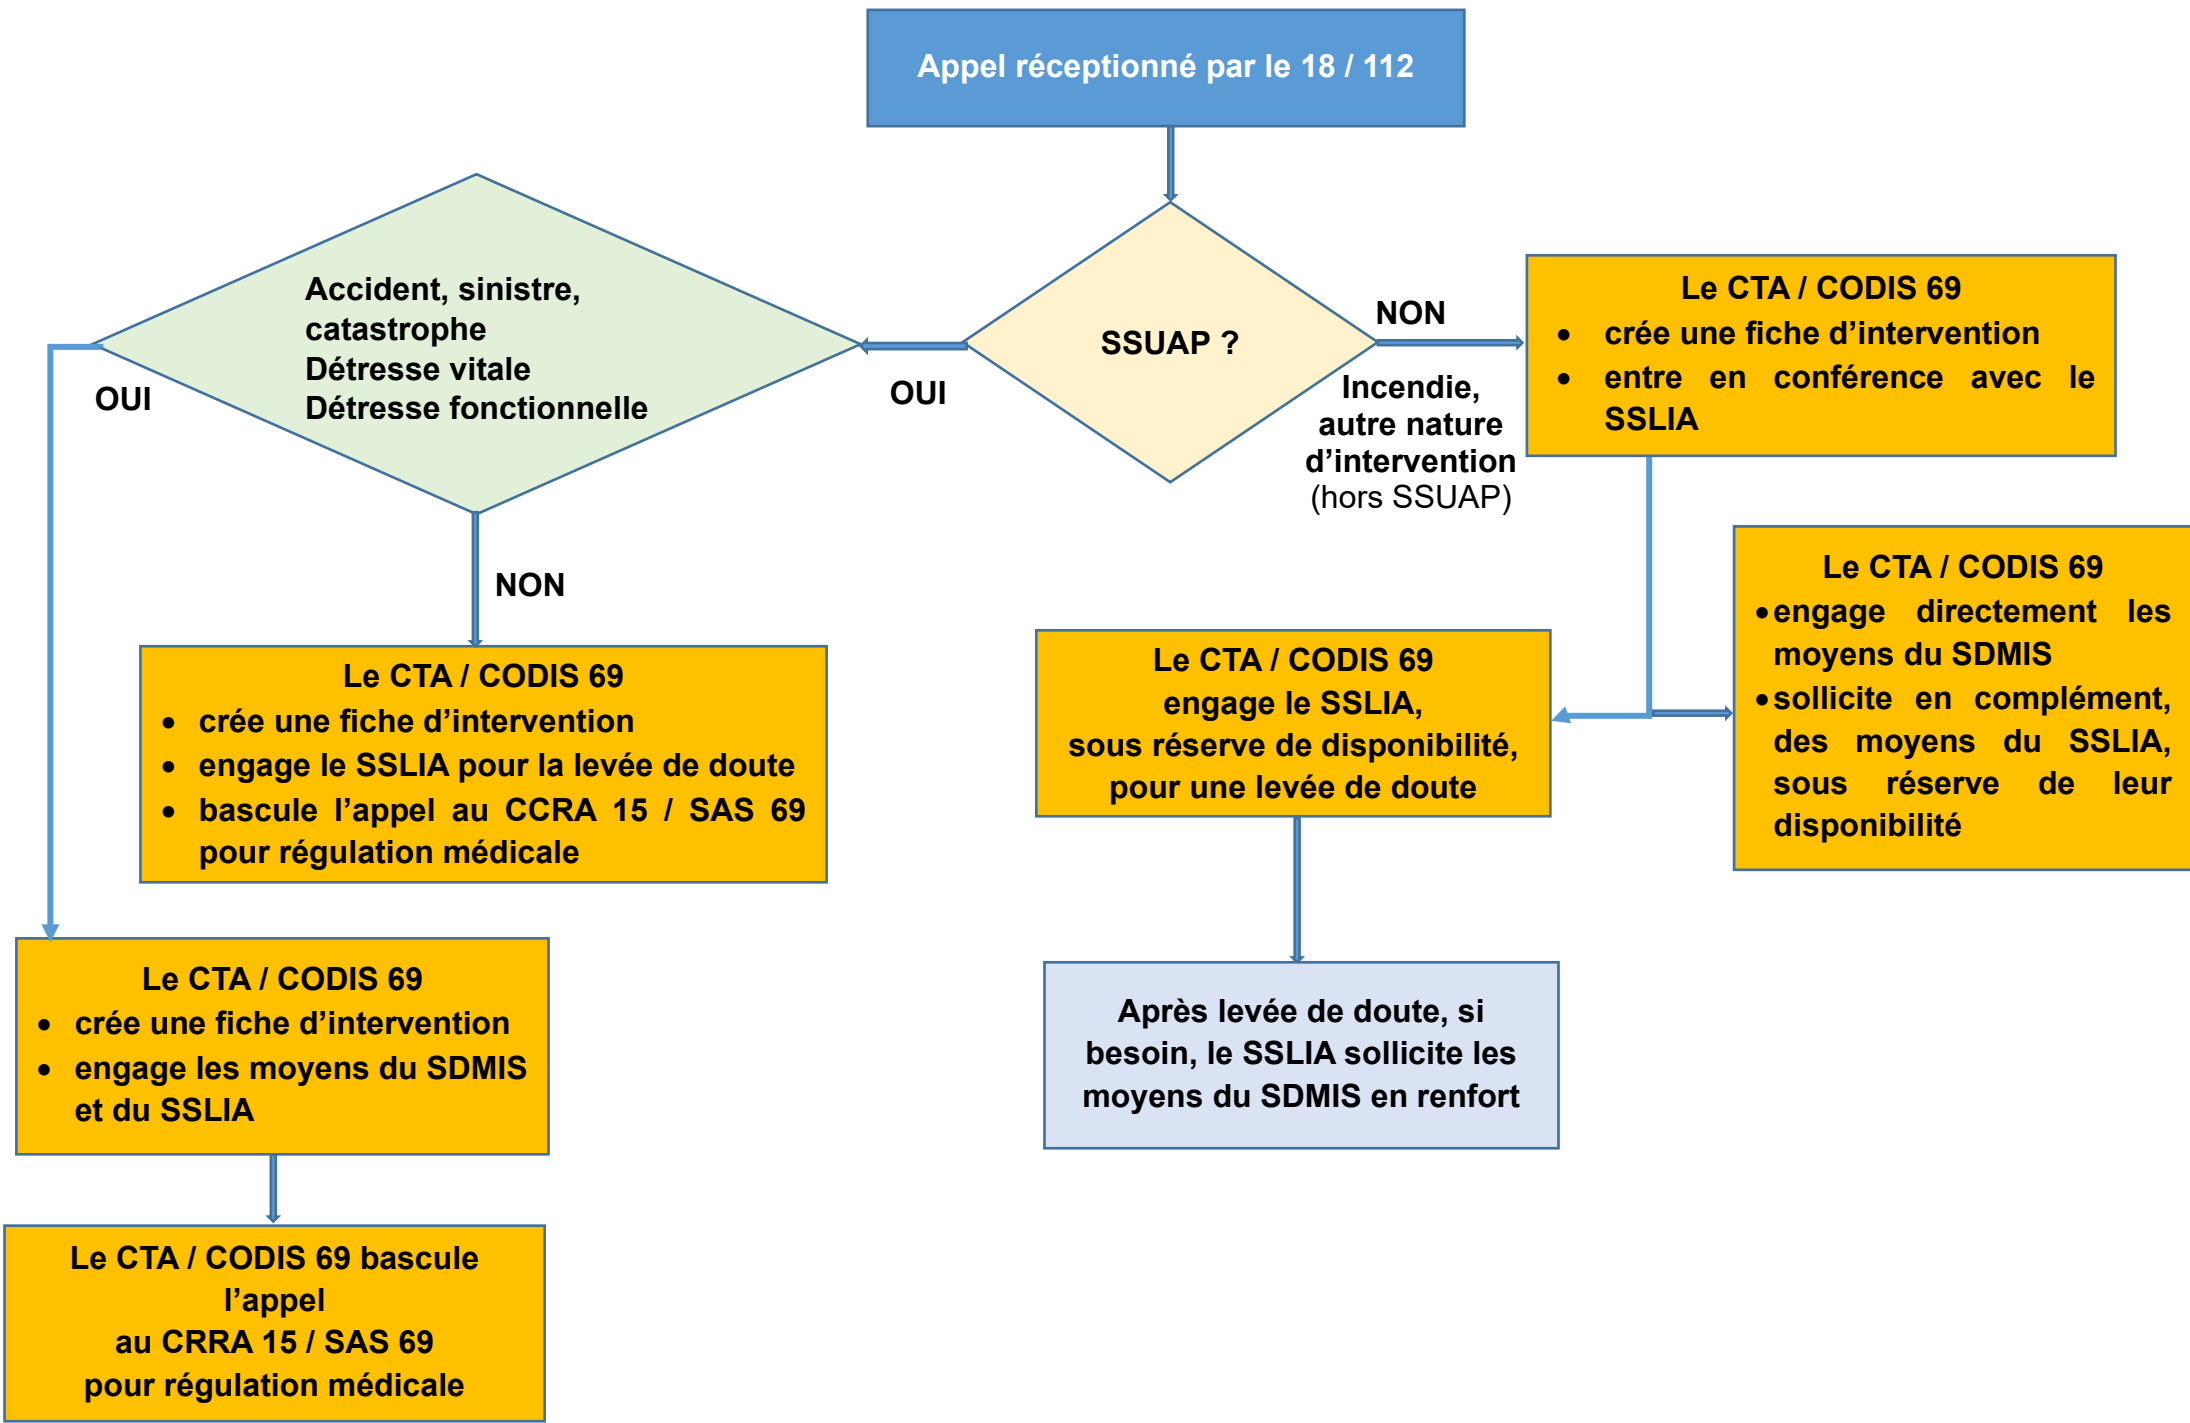 Appel réceptionné par le 18 / 112
SSUAP ?
OUI
NON
Incendie,
autre nature
d’intervention
(hors SSUAP)
Accident, sinistre,
catastrophe
Détresse vitale
Détresse fonctionnelle
OUI
NON
Le CTA / CODIS 69
• crée une fiche d’intervention
• entre en conférence avec le
SSLIA
Le CTA / CODIS 69
• engage directement les
moyens du SDMIS
• sollicite en complément,
des moyens du SSLIA,
sous réserve de leur
disponibilité
Le CTA / CODIS 69
engage le SSLIA,
sous réserve de disponibilité,
pour une levée de doute
Le CTA / CODIS 69
• crée une fiche d’intervention
• engage le SSLIA pour la levée de doute
• bascule l’appel au CCRA 15 / SAS 69
pour régulation médicale
Le CTA / CODIS 69
• crée une fiche d’intervention
• engage les moyens du SDMIS
et du SSLIA
Après levée de doute, si
besoin, le SSLIA sollicite les
moyens du SDMIS en renfort
Le CTA / CODIS 69 bascule
l’appel
au CRRA 15 / SAS 69
pour régulation médicale